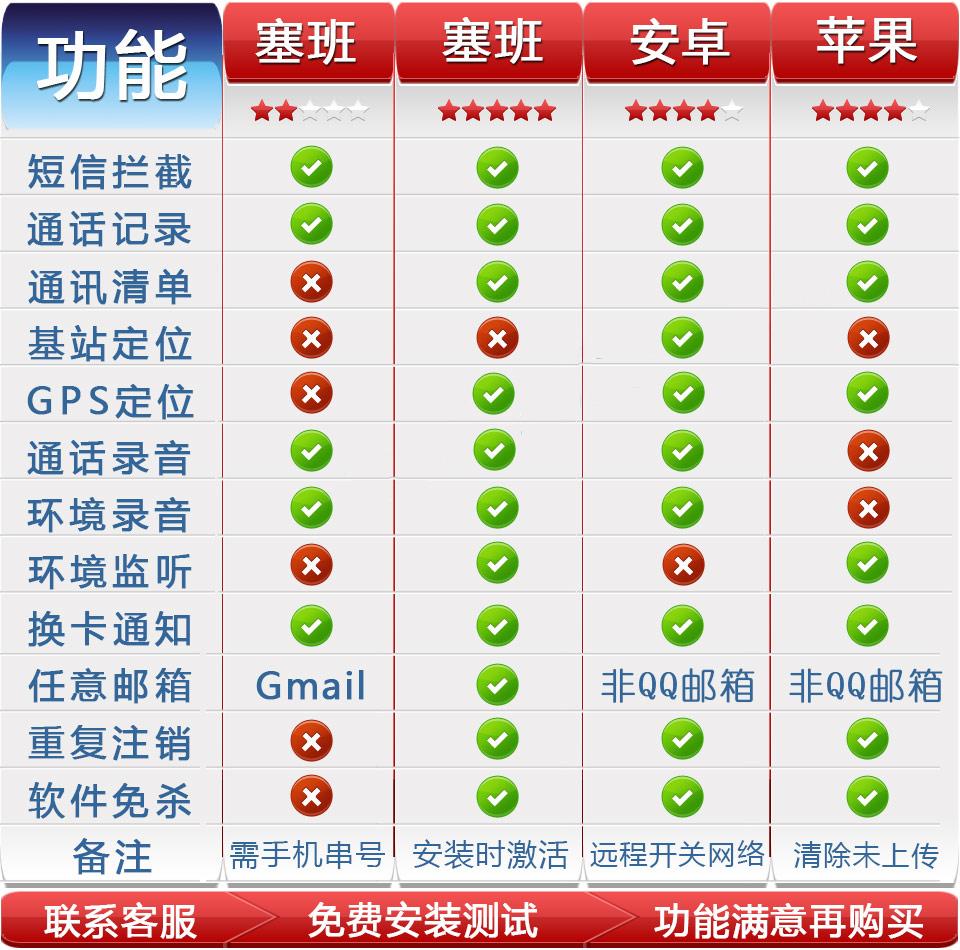 功能 塞班 塞班 安卓 苹果
短信拦截
通话记录
通讯清单
基站定位
GPS定位
通话录音
环境录音
环境监听
换卡通知
任意邮箱 Gmail 非QQ邮箱 非QQ邮箱
重复注销
软件免杀
备注 需手机串号 安装时激活 远程开关网络 清除未上传
联系客服 免费安装测试 功能满意再购买